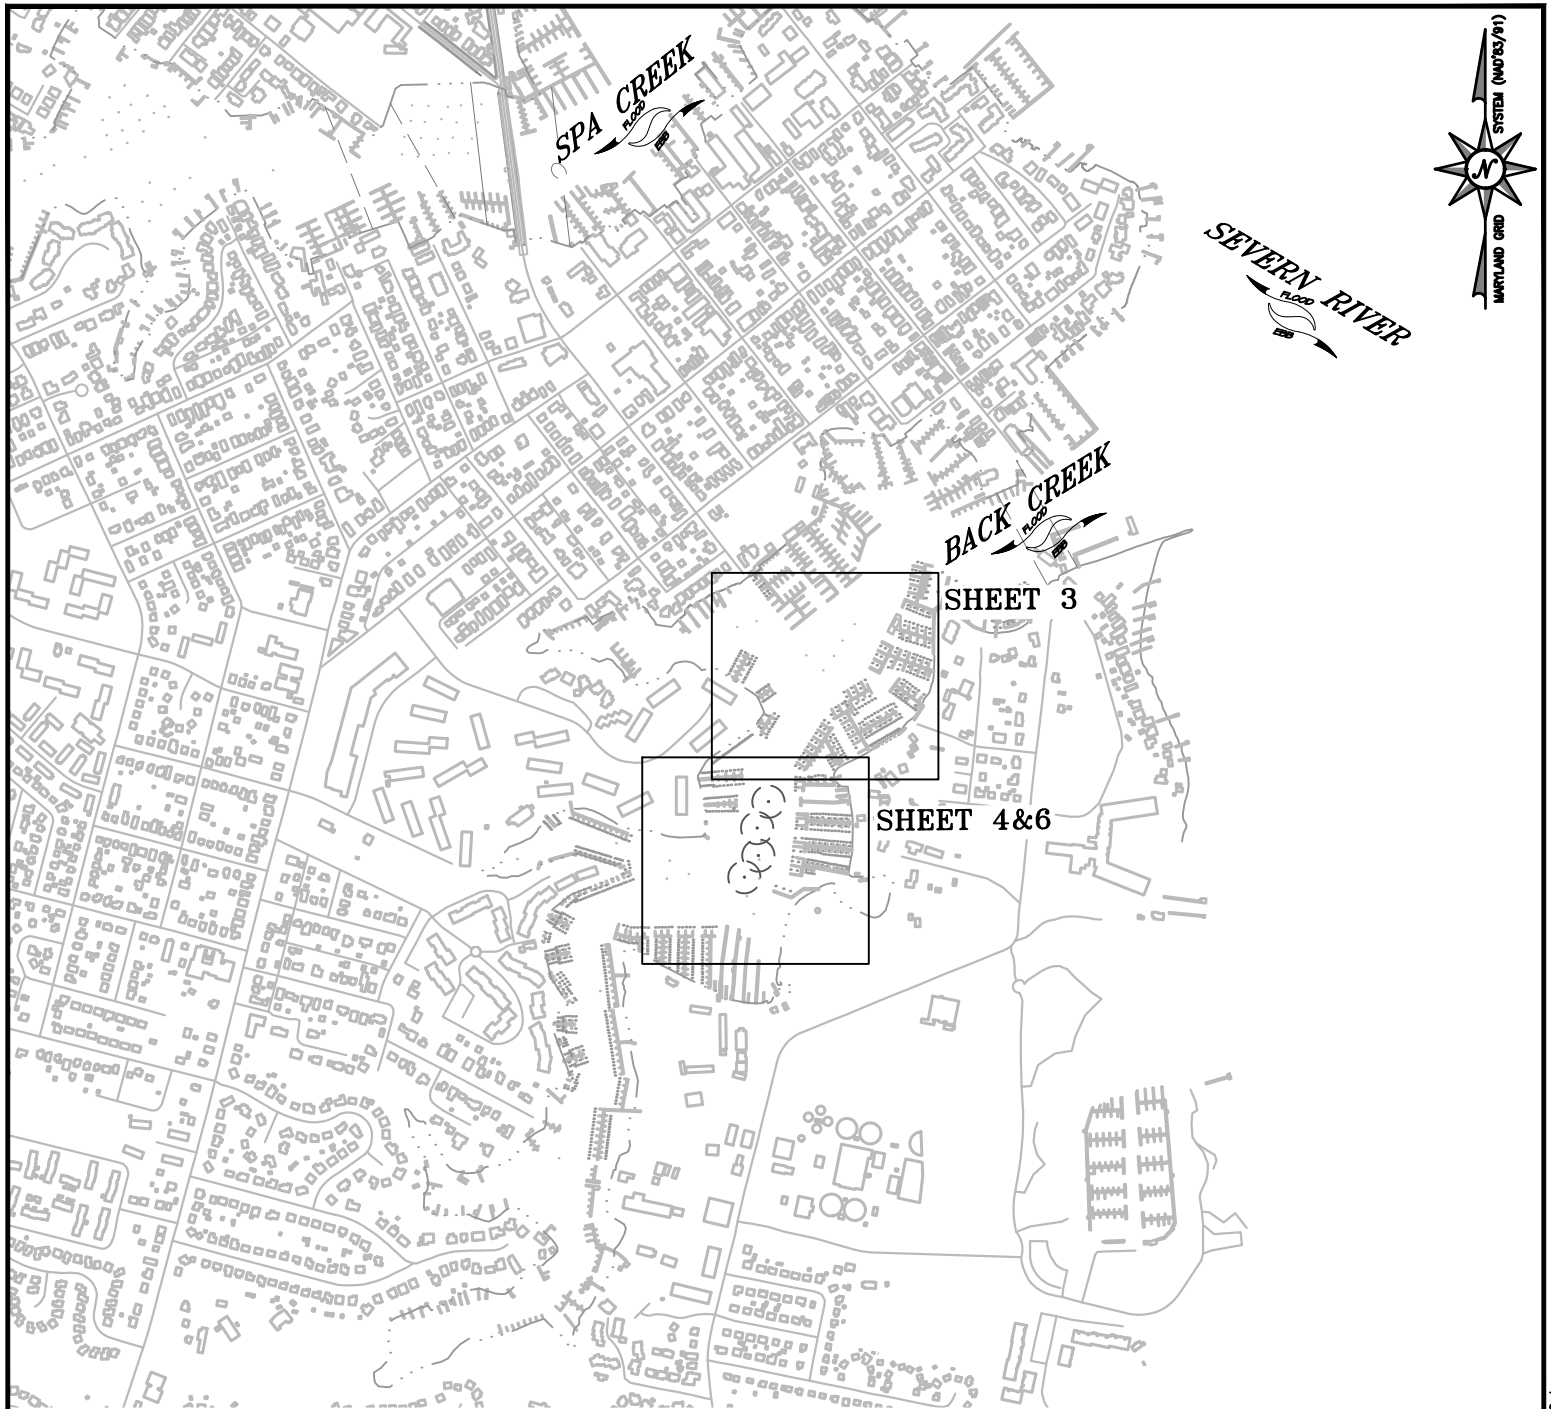 SPA CREEK
FLOOD
EBB
SYSTEM (NAD'83/91)
N
MARYLAND GRID
SEVERN RIVER
FLOOD
EBB
BACK CREEK
FLOOD
EBB
SHEET 3
SHEET 4&6